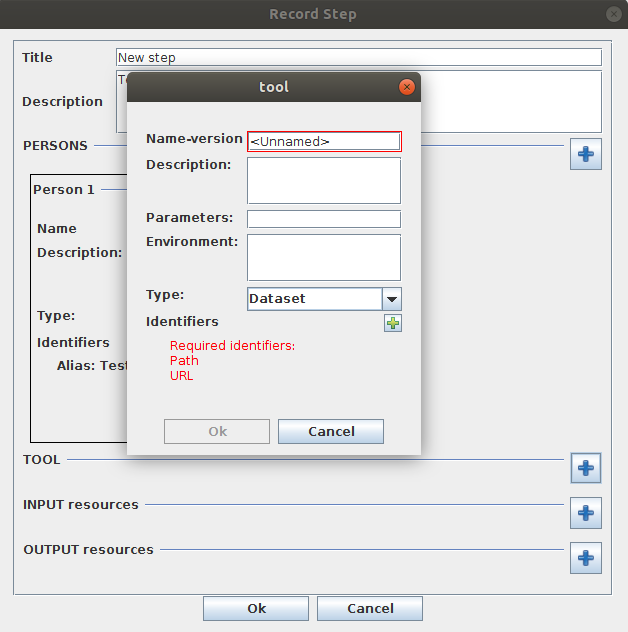 Record Step
Title
New step
Description
tool
Name-version
<Unnamed>
Description:
Parameters:
Environment:
Type:
Dataset
Identifiers
Required identifiers:
Path
URL
Ok
Cancel
PERSONS
Person 1
Name
Description:
Type:
Identifiers
Alias: Test
TOOL
INPUT resources
OUTPUT resources
Ok
Cancel